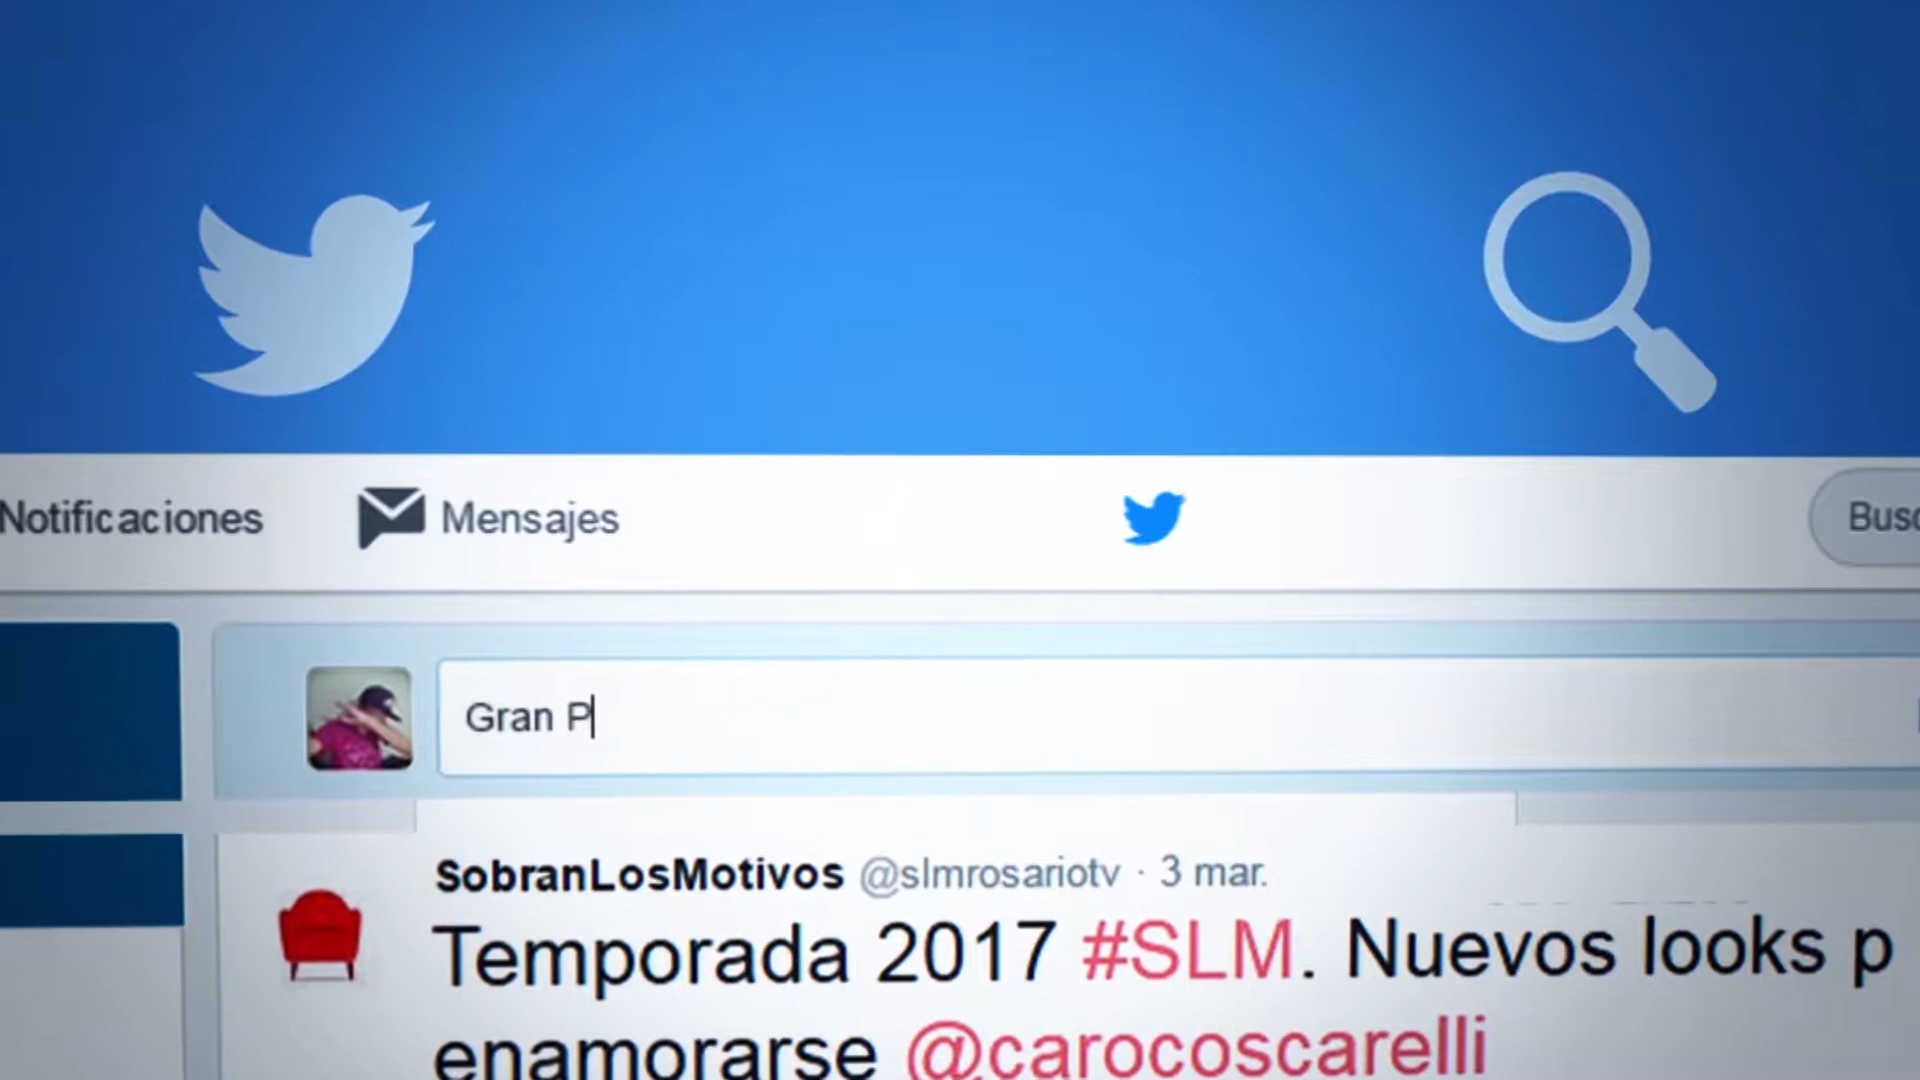 Notificaciones Mensajes Busc
Gran P
SobranLosMotivos @slmrosariotv · 3 mar.
Temporada 2017 #SLM. Nuevos looks p
enamorarse @carocoscarelli